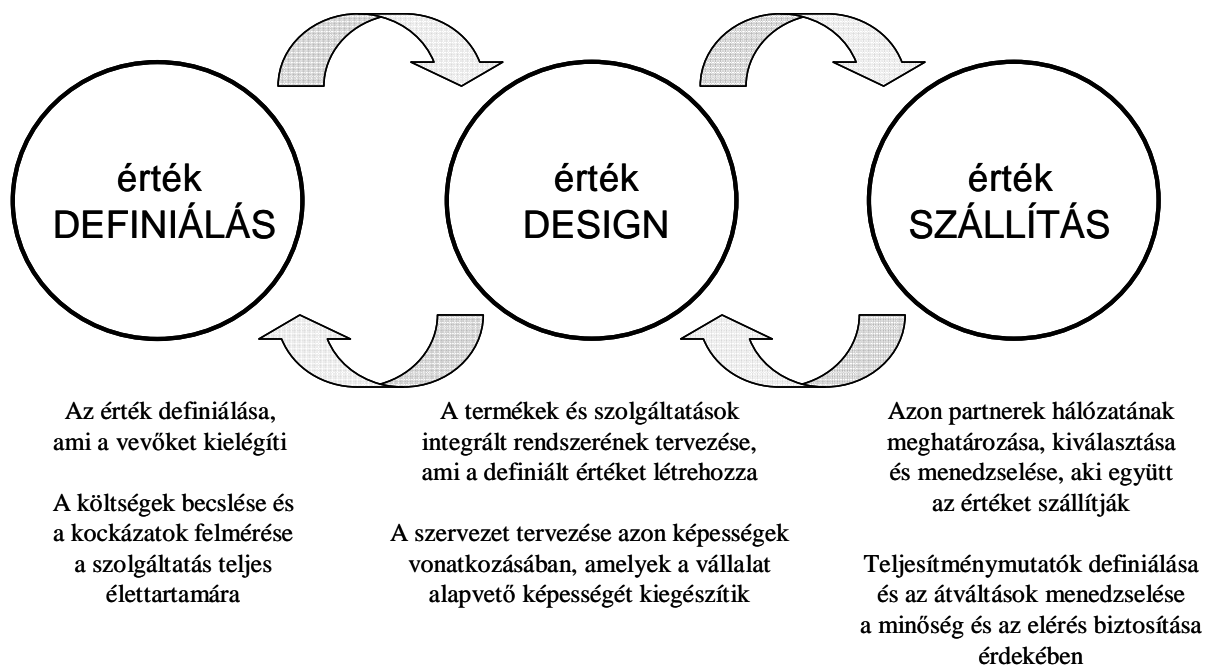 érték
DEFINIÁLÁS
érték
DESIGN
érték
SZÁLLÍTÁS
Az érték definiálása,
ami a vevőket kielégíti
A költségek becslése és
a kockázatok felmérése
a szolgáltatás teljes
élettartamára
A termékek és szolgáltatások
integrált rendszerének tervezése,
ami a definiált értéket létrehozza
A szervezet tervezése azon képességek
vonatkozásában, amelyek a vállalat
alapvető képességét kiegészítik
Azon partnerek hálózatának
meghatározása, kiválasztása
és menedzselése, aki együtt
az értéket szállítják
Teljesítménymutatók definiálása
és az átváltások menedzselése
a minőség és az elérés biztosítása
érdekében